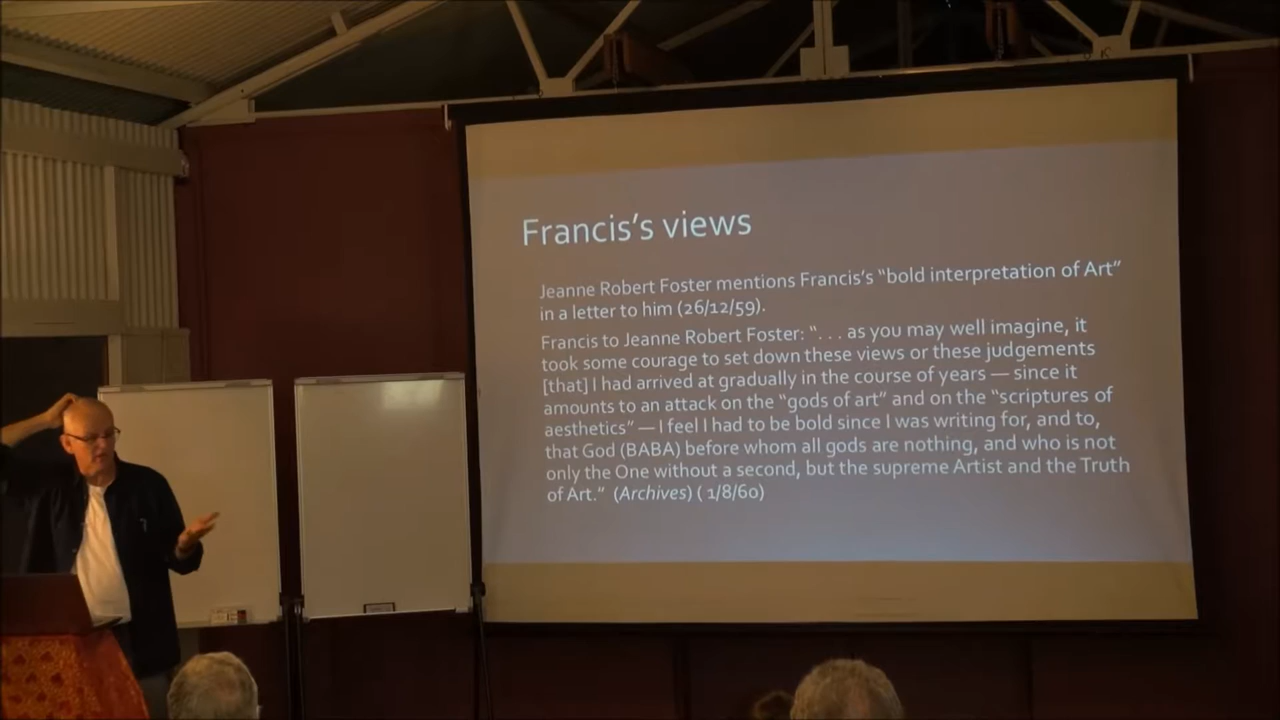 Francis's views
Jeanne Robert Foster mentions Francis's “bold interpretation of Art”
in a letter to him (26/12/59).
Francis to Jeanne Robert Foster: “. . . as you may well imagine, it
took some courage to set down these views or these judgements
[that] I had arrived at gradually in the course of years — since it
amounts to an attack on the “gods of art” and on the “scriptures of
aesthetics” — I feel I had to be bold since I was writing for, and to,
that God (BABA) before whom all gods are nothing, and who is not
only the One without a second, but the supreme Artist and the Truth
of Art.” (Archives) ( 1/8/60)